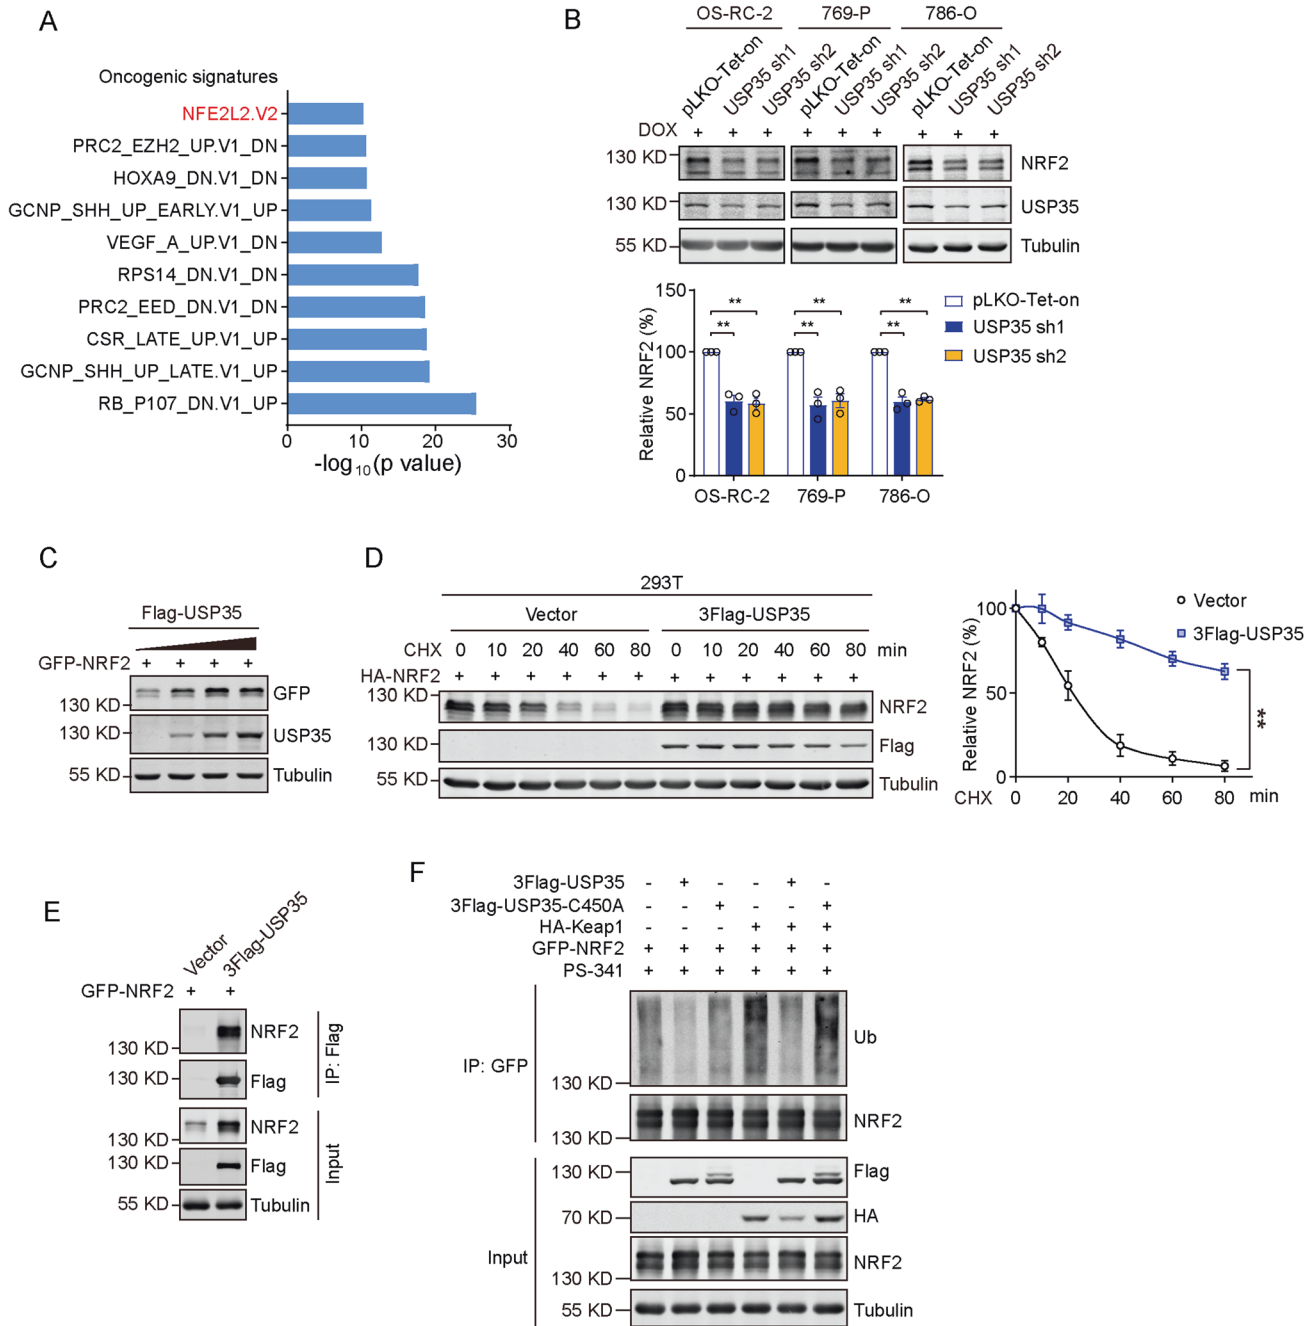 A
Oncogenic signatures
NFE2L2.V2
PRC2_EZH2_UP.V1_DN
HOXA9_DN.V1_DN
GCNP_SHH_UP_EARLY.V1_UP
VEGF_A_UP.V1_DN
RPS14_DN.V1_DN
PRC2_EED_DN.V1_DN
CSR_LATE_UP.V1_UP
GCNP_SHH_UP_LATE.V1_UP
RB_P107_DN.V1_UP
0 10 20 30
-log10(p value)
B
OS-RC-2 769-P 786-O
pLKO-Tet-on USP35 sh1 USP35 sh2 pLKO-Tet-on USP35 sh1 USP35 sh2 pLKO-Tet-on USP35 sh1 USP35 sh2
DOX + + + + + + + + +
130 KD NRF2
130 KD USP35
55 KD Tubulin
Relative NRF2 (%)
150
100
50
0
** ** **
** ** **
OS-RC-2 769-P 786-O
pLKO-Tet-on
USP35 sh1
USP35 sh2
C
Flag-USP35
GFP-NRF2 + + + +
GFP
130 KD
130 KD USP35
55 KD Tubulin
D
293T
Vector 3Flag-USP35
CHX 0 10 20 40 60 80 0 10 20 40 60 80 min
HA-NRF2 + + + + + + + + + + + +
130 KD NRF2
130 KD Flag
55 KD Tubulin
Relative NRF2 (%)
100
50
0
Vector
3Flag-USP35
**
CHX 0 20 40 60 80 min
E
Vector 3Flag-USP35
GFP-NRF2 + +
NRF2
130 KD
130 KD Flag
IP: Flag
NRF2
130 KD
130 KD Flag
55 KD Tubulin
Input
F
3Flag-USP35 - + - - + -
3Flag-USP35-C450A - - + - - +
HA-Keap1 - - - + + +
GFP-NRF2 + + + + + +
PS-341 + + + + + +
IP: GFP
Ub
130 KD
NRF2
130 KD
Input
130 KD Flag
70 KD HA
NRF2
130 KD
55 KD Tubulin